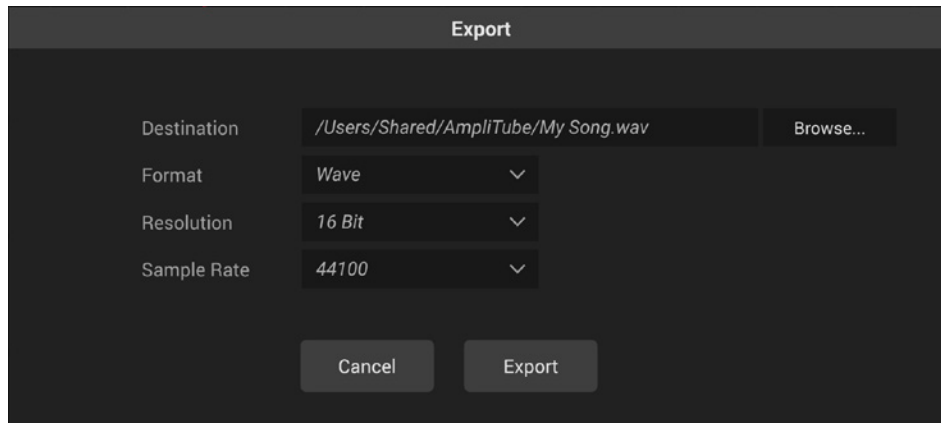 Export
Destination /Users/Shared/AmpliTube/My Song.wav Browse...
Format Wave
Resolution 16 Bit
Sample Rate 44100
Cancel Export